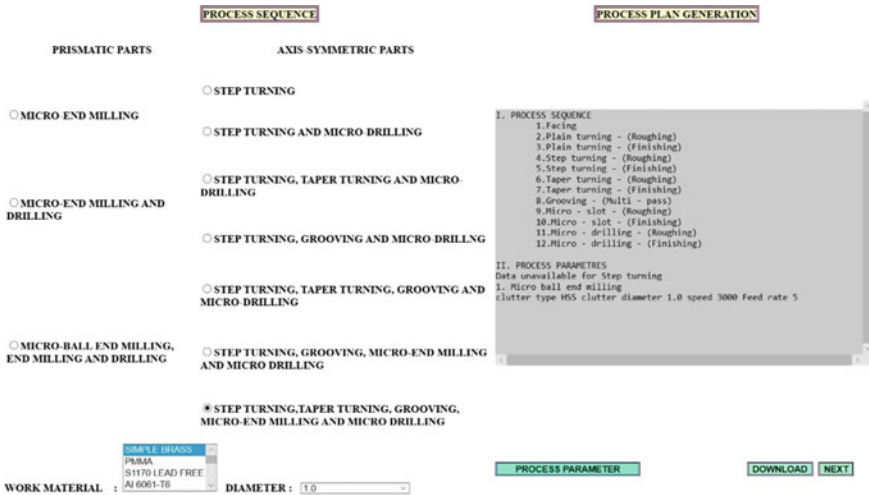 PROCESS SEQUENCE
PROCESS PLAN GENERATION
PRISMATIC PARTS
AXIS-SYMMETRIC PARTS
STEP TURNING
MICRO-END MILLING
STEP TURNING AND MICRO-DRILLING
STEP TURNING, TAPER TURNING AND MICRO-
DRILLING
MICRO-END MILLING AND
DRILLING
STEP TURNING, GROOVING AND MICRO-DRILLNG
STEP TURNING, TAPER TURNING, GROOVING AND
MICRO-DRILLING
MICRO-BALL END MILLING,
END MILLING AND DRILLING
STEP TURNING, GROOVING, MICRO-END MILLING
AND MICRO DRILLING
STEP TURNING,TAPER TURNING, GROOVING,
MICRO-END MILLING AND MICRO DRILLING
I. PROCESS SEQUENCE
1.Facing
2.Plain turning - (Roughing)
3.Plain turning - (Finishing)
4.Step turning - (Roughing)
5.Step turning - (Finishing)
6.Taper turning - (Roughing)
7.Taper turning - (Finishing)
8.Grooving - (Multi - pass)
9.Micro - slot - (Roughing)
10.Micro - slot - (Finishing)
11.Micro - drilling - (Roughing)
12.Micro - drilling - (Finishing)
II. PROCESS PARAMETRES
Data unavailable for Step turning
1. Micro ball end milling
clutter type HSS clutter diameter 1.0 speed 3000 Feed rate 5
WORK MATERIAL :
SIMPLE BRASS
PMMA
S1170 LEAD FREE
Al 6061-T6
DIAMETER : 1.0
PROCESS PARAMETER
DOWNLOAD
NEXT